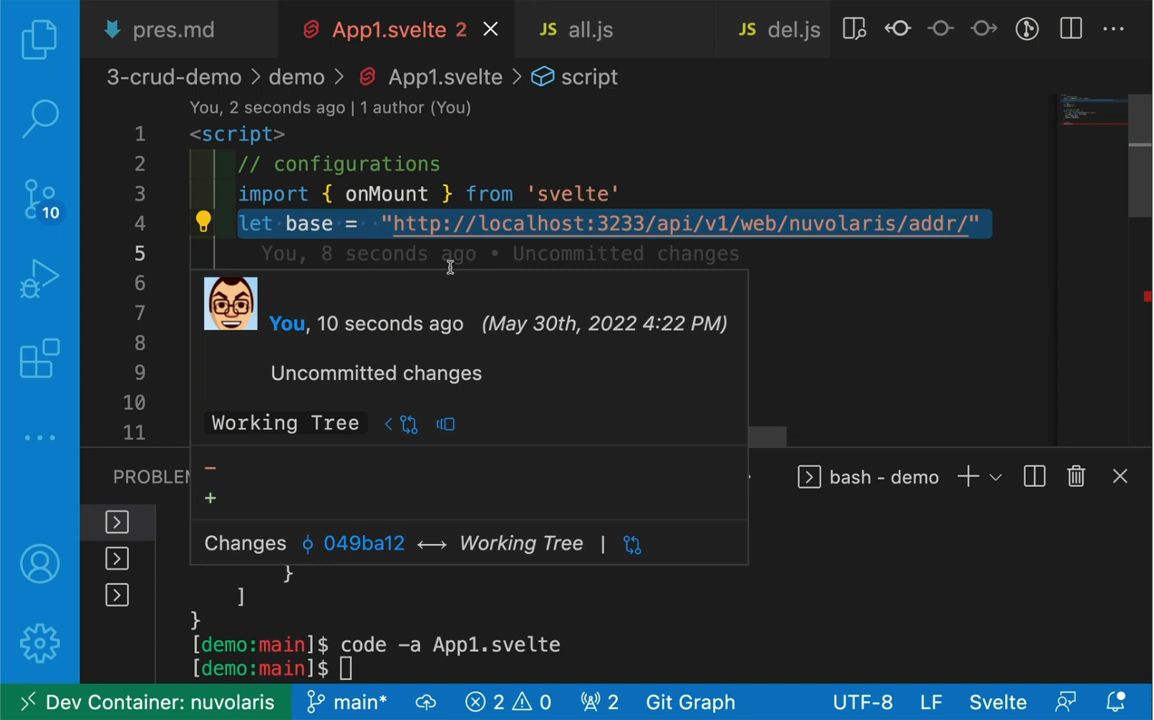 pres.md
App1.svelte 2
JS all.js
JS del.js
3-crud-demo > demo > App1.svelte > script
You, 2 seconds ago | 1 author (You)
1 <script>
2 // configurations
3 import { onMount } from 'svelte'
4 let base = "http://localhost:3233/api/v1/web/nuvolaris/addr/"
5 You, 8 seconds ago • Uncommitted changes
6
7
8
9
10
11
10
You, 10 seconds ago (May 30th, 2022 4:22 PM)
Uncommitted changes
Working Tree
–
+
Changes 049ba12 ⟷ Working Tree |
PROBLEM
bash - demo
}
]
}
[demo:main]$ code -a App1.svelte
[demo:main]$
Dev Container: nuvolaris
main*
2 0
2
Git Graph
UTF-8
LF
Svelte